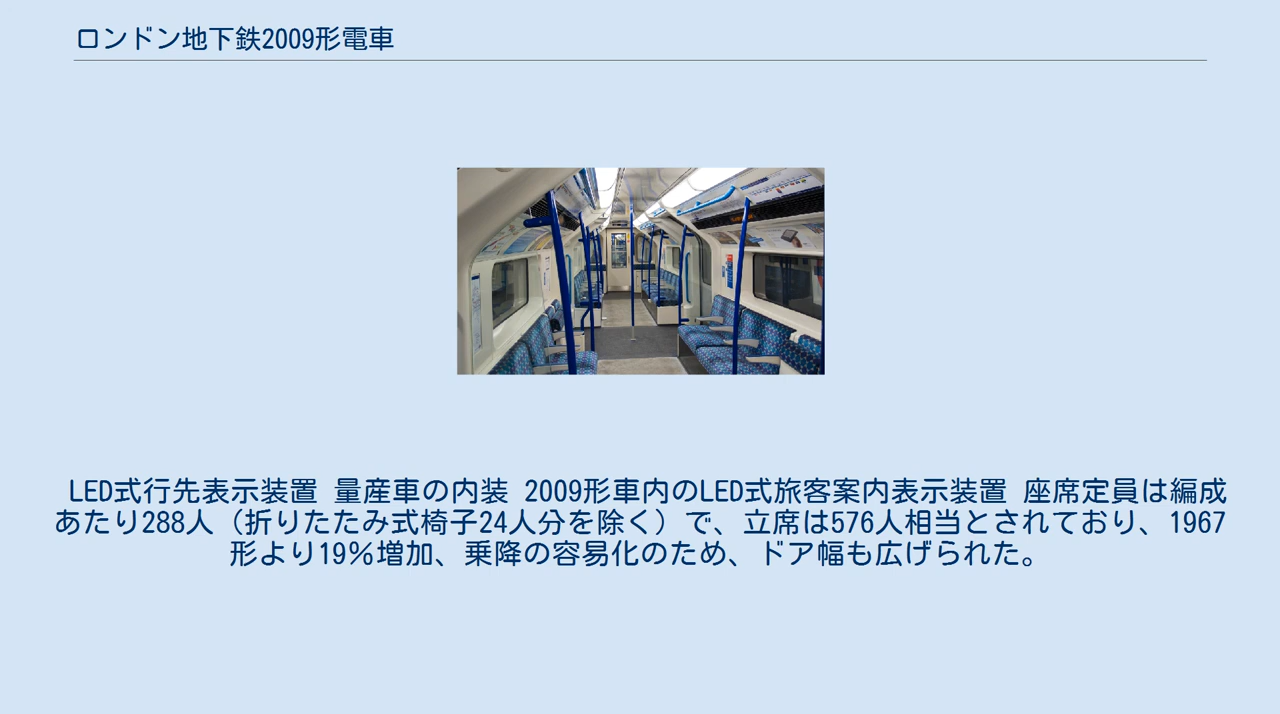 ロンドン地下鉄2009形電車
LED式行先表示装置 量産車の内装 2009形車内のLED式旅客案内表示装置 座席定員は編成
あたり288人（折りたたみ式椅子24人分を除く）で、立席は576人相当とされており、1967
形より19％増加、乗降の容易化のため、ドア幅も広げられた。